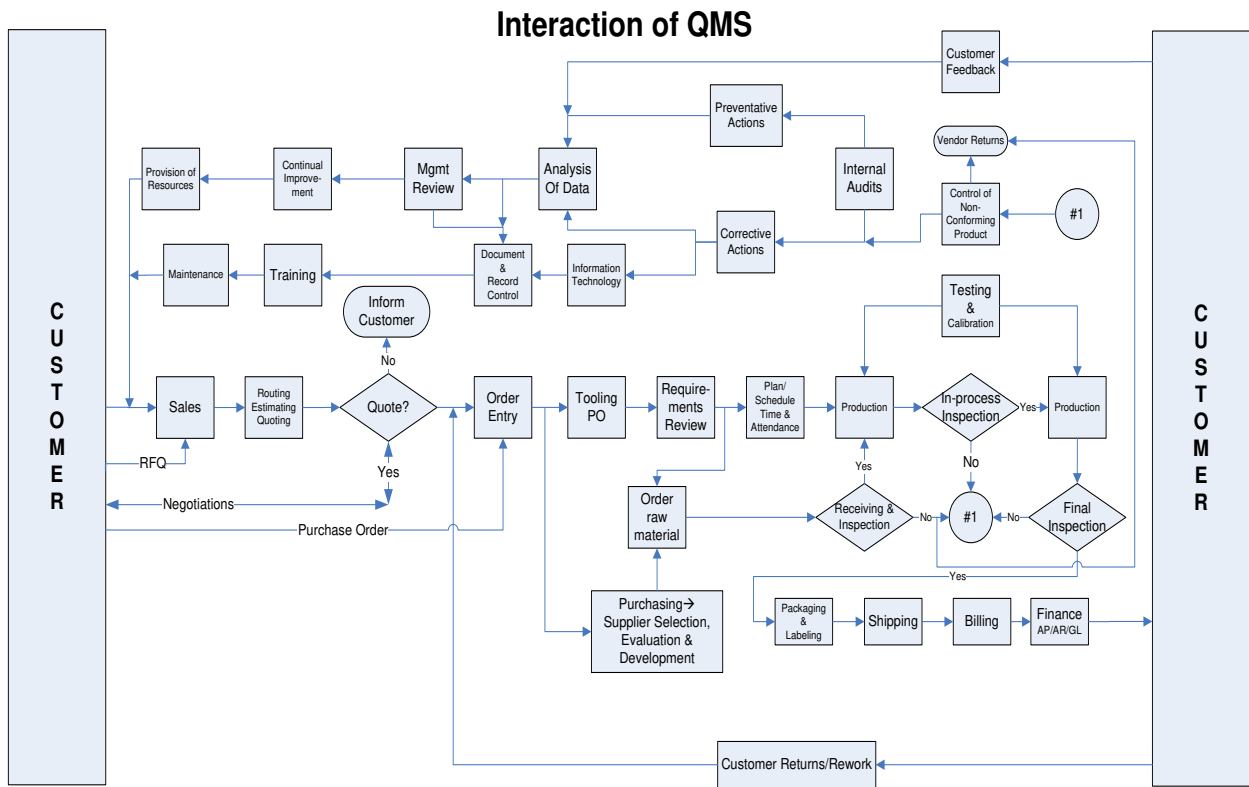 Interaction of QMS
C
U
S
T
O
M
E
R
Customer
Feedback
Preventative
Actions
Vendor Returns
Provision of
Resources
Continual
Improve-
ment
Mgmt
Review
Analysis
Of Data
Internal
Audits
Control of
Non-
Conforming
Product
#1
Corrective
Actions
Maintenance
Training
Document
&
Record
Control
Information
Technology
Inform
Customer
Testing
&
Calibration
No
Sales
Routing
Estimating
Quoting
Quote?
Order
Entry
Tooling
PO
Require-
ments
Review
Plan/
Schedule
Time &
Attendance
Production
In-process
Inspection
Yes
Production
RFQ
Yes
Yes
No
Negotiations
Purchase Order
Order
raw
material
Receiving &
Inspection
No
#1
No
Final
Inspection
Yes
Purchasing→
Supplier Selection,
Evaluation &
Development
Packaging
&
Labeling
Shipping
Billing
Finance
AP/AR/GL
Customer Returns/Rework
C
U
S
T
O
M
E
R